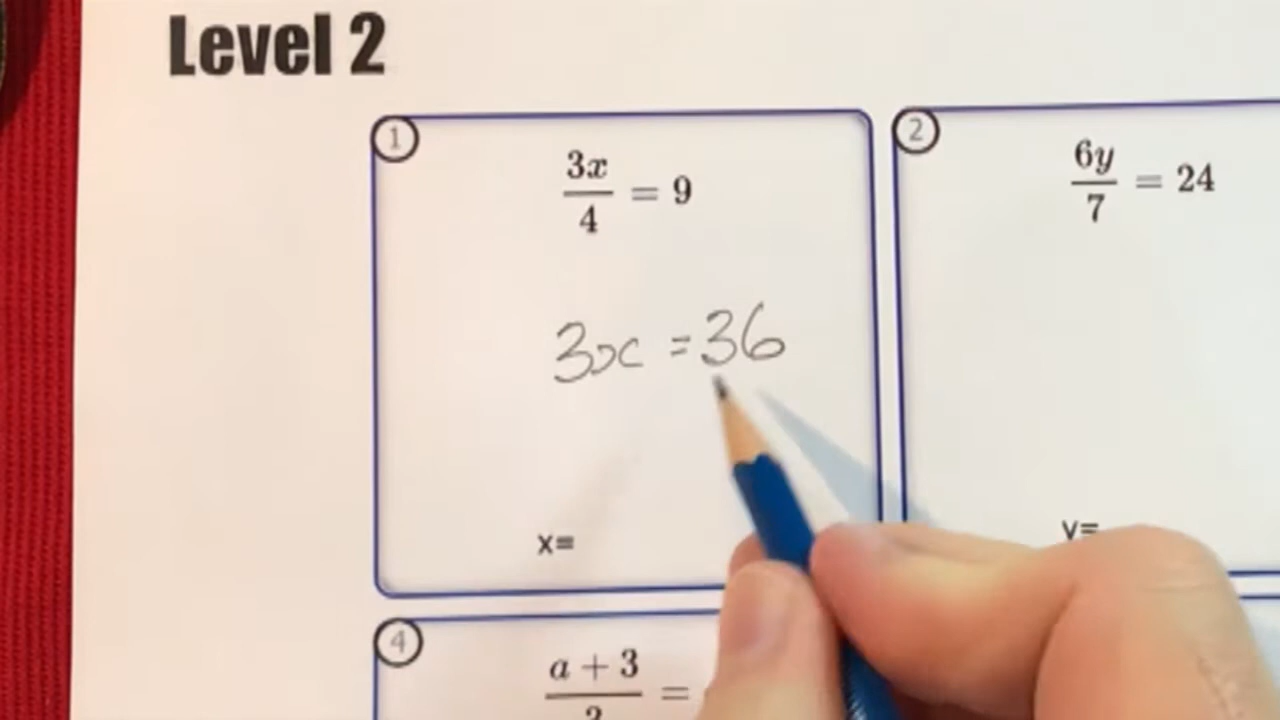 Level 2
1
3x/4 = 9
3x = 36
x=
2
6y/7 = 24
y=
4
a + 3
=